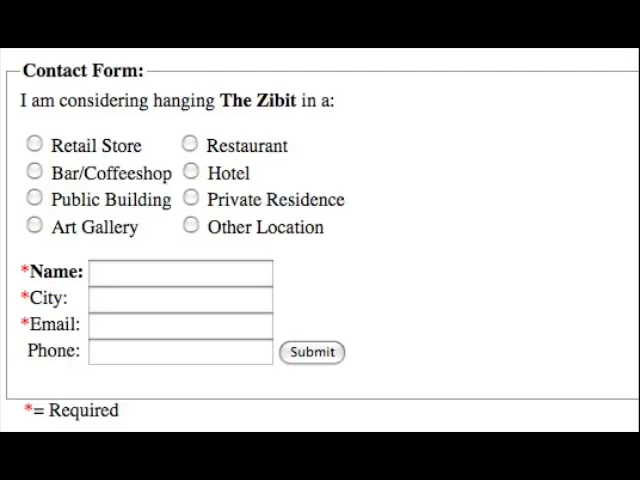 Contact Form:
I am considering hanging The Zibit in a:
Retail Store Restaurant
Bar/Coffeeshop Hotel
Public Building Private Residence
Art Gallery Other Location
*Name:
*City:
*Email:
Phone: Submit
*= Required